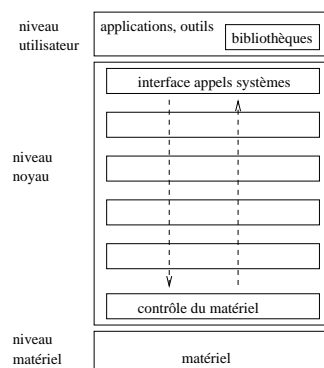 niveau
utilisateur
applications, outils
bibliothèques
interface appels systèmes
niveau
noyau
contrôle du matériel
niveau
matériel
matériel